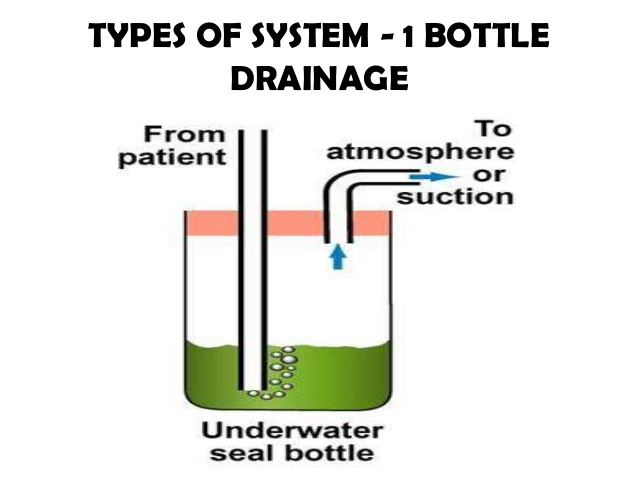 TYPES OF SYSTEM - 1 BOTTLE
DRAINAGE
From
patient
To
atmosphere
or
suction
Underwater
seal bottle